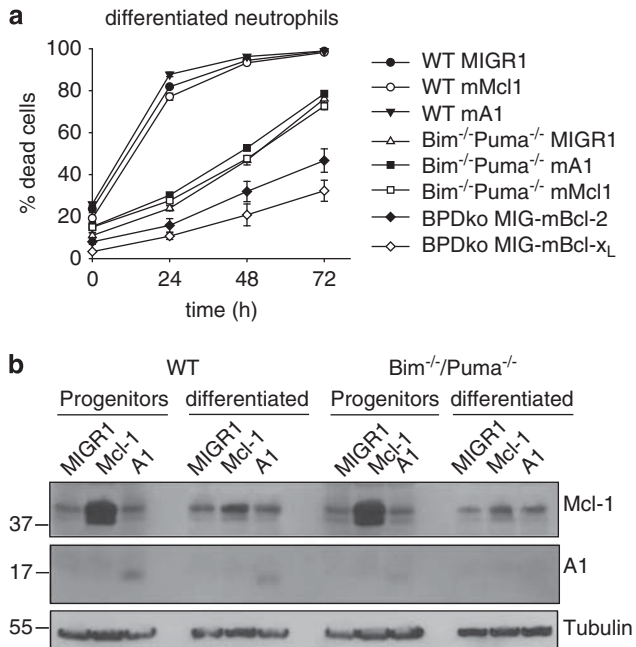 a
differentiated neutrophils
% dead cells
100
80
60
40
20
0
0 24 48 72
time (h)
WT MIGR1
WT mMcl1
WT mA1
Bim-/-Puma-/- MIGR1
Bim-/-Puma-/- mA1
Bim-/-Puma-/- mMcl1
BPDko MIG-mBcl-2
BPDko MIG-mBcl-xL
b
WT Bim-/-/Puma-/-
Progenitors differentiated Progenitors differentiated
MIGR1 Mcl-1 A1 MIGR1 Mcl-1 A1 MIGR1 Mcl-1 A1 MIGR1 Mcl-1 A1
37 Mcl-1
17 A1
55 Tubulin